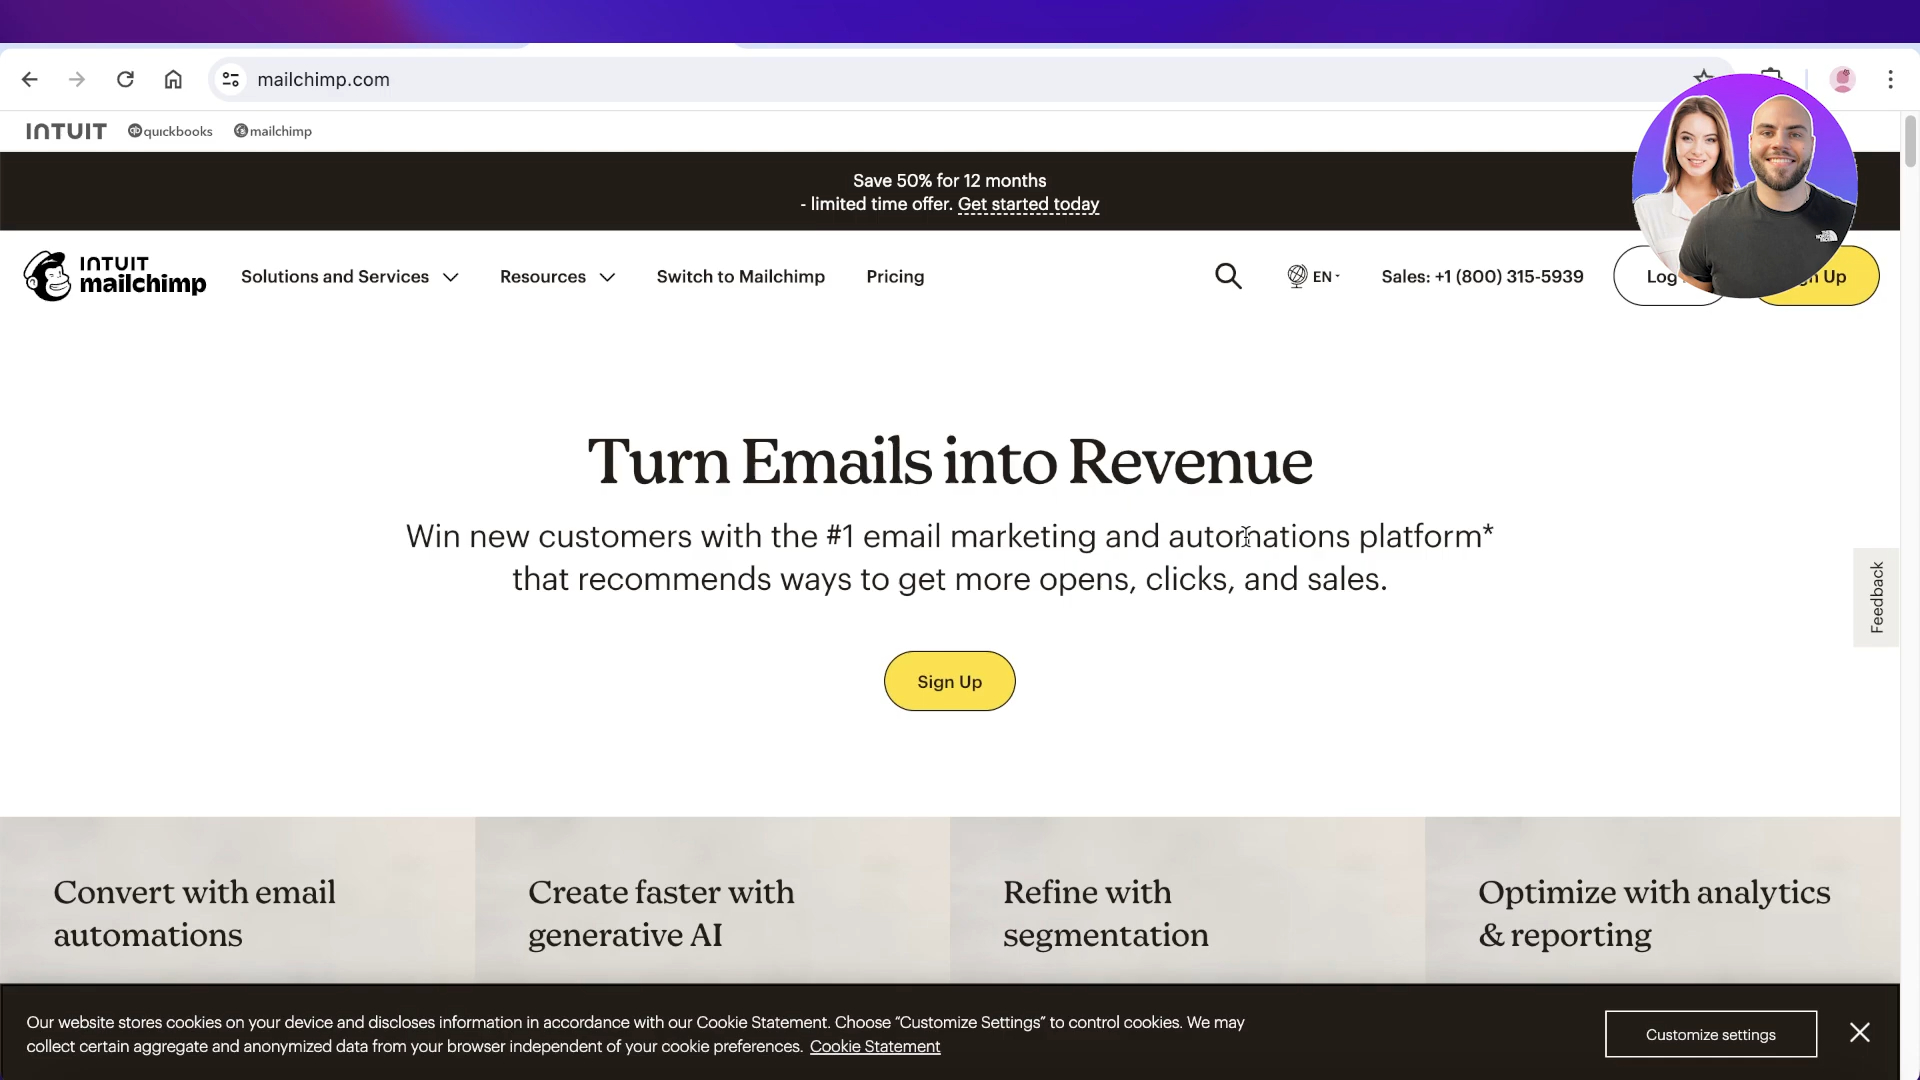 mailchimp.com
INTUIT quickbooks mailchimp
Save 50% for 12 months
- limited time offer. Get started today
INTUIT
mailchimp
Solutions and Services Resources Switch to Mailchimp Pricing EN Sales: +1 (800) 315-5939 Log Up
Turn Emails into Revenue
Win new customers with the #1 email marketing and automations platform*
that recommends ways to get more opens, clicks, and sales.
Feedback
Sign Up
Convert with email
automations
Create faster with
generative AI
Refine with
segmentation
Optimize with analytics
& reporting
Our website stores cookies on your device and discloses information in accordance with our Cookie Statement. Choose “Customize Settings” to control cookies. We may
collect certain aggregate and anonymized data from your browser independent of your cookie preferences. Cookie Statement
Customize settings